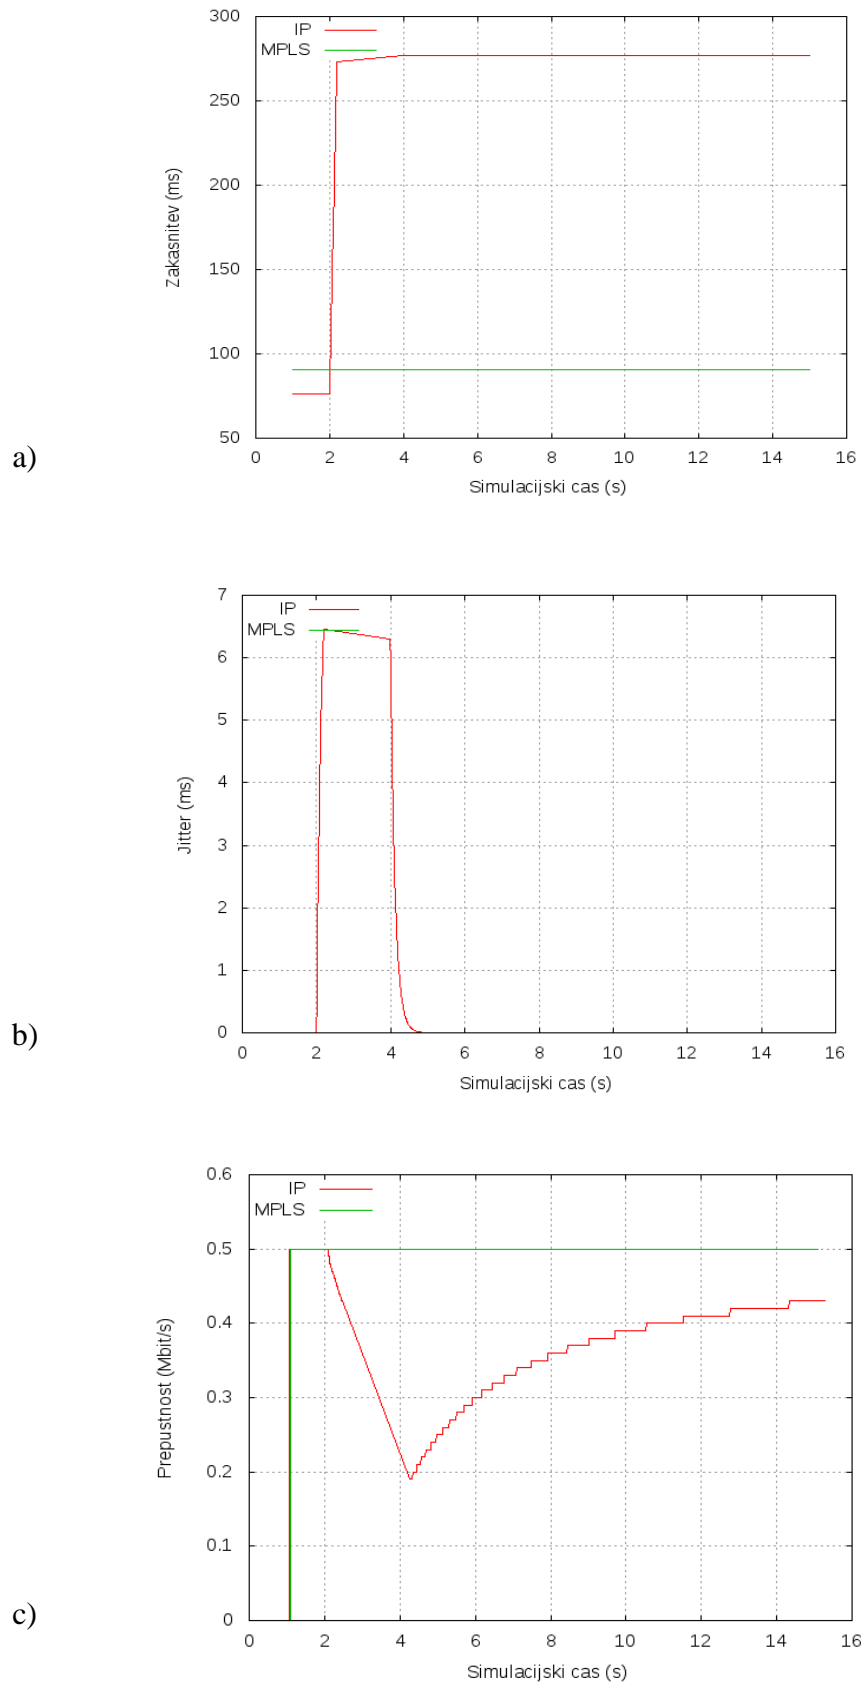 300
IP
MPLS
250
200
150
100
50
Zakasnitev (ms)
0 2 4 6 8 10 12 14 16
Simulacijski cas (s)
a)
7
IP
MPLS
6
5
4
3
2
1
0
Jitter (ms)
0 2 4 6 8 10 12 14 16
Simulacijski cas (s)
b)
0.6
IP
MPLS
0.5
0.4
0.3
0.2
0.1
0
Prepustnost (Mbit/s)
0 2 4 6 8 10 12 14 16
Simulacijski cas (s)
c)